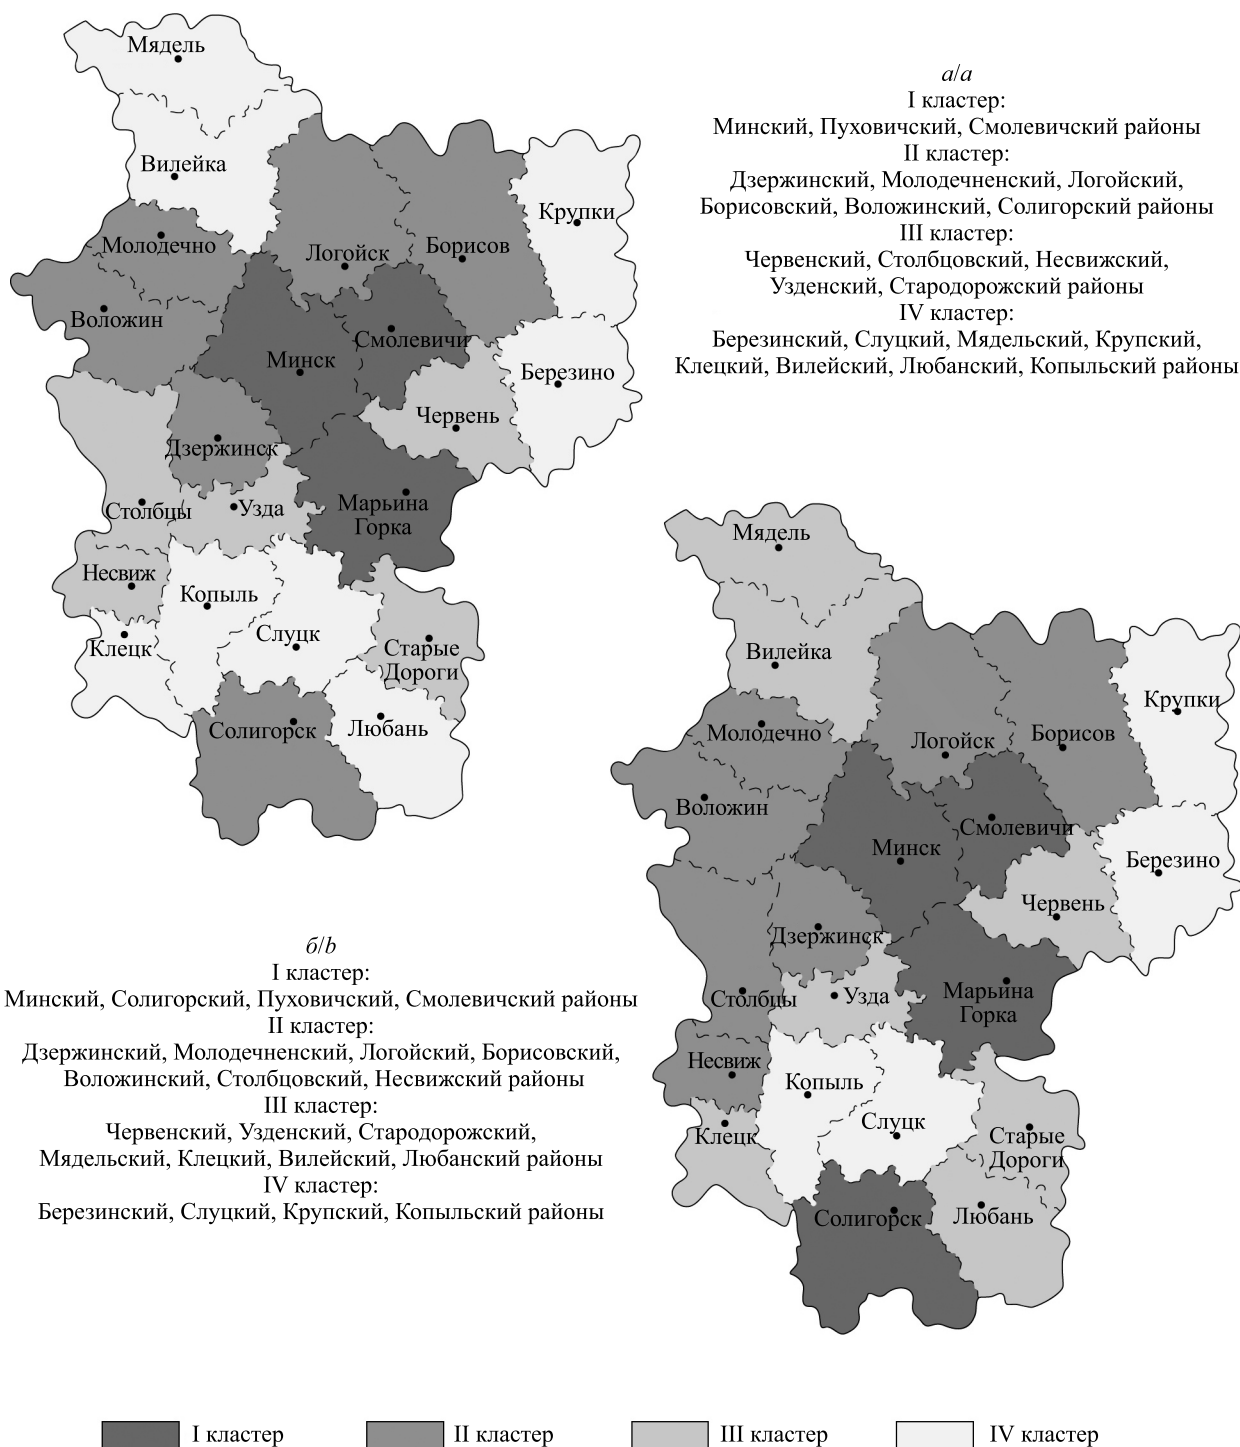 Мядель
Вилейка
Молодечно
Логойск
Борисов
Крупки
Воложин
Смолевичи
Минск
Березино
Червень
Дзержинск
Столбцы
Узда
Марьина
Горка
Несвиж
Копыль
Слуцк
Клецк
Старые
Дороги
Солигорск
Любань
а/a
I кластер:
Минский, Пуховичский, Смолевичский районы
II кластер:
Дзержинский, Молодечненский, Логойский,
Борисовский, Воложинский, Солигорский районы
III кластер:
Червенский, Столбцовский, Несвижский,
Узденский, Стародорожский районы
IV кластер:
Березинский, Слуцкий, Мядельский, Крупский,
Клецкий, Вилейский, Любанский, Копыльский районы
б/b
I кластер:
Минский, Солигорский, Пуховичский, Смолевичский районы
II кластер:
Дзержинский, Молодечненский, Логойский, Борисовский,
Воложинский, Столбцовский, Несвижский районы
III кластер:
Червенский, Узденский, Стародорожский,
Мядельский, Клецкий, Вилейский, Любанский районы
IV кластер:
Березинский, Слуцкий, Крупский, Копыльский районы
Мядель
Вилейка
Молодечно
Логойск
Борисов
Крупки
Воложин
Смолевичи
Минск
Березино
Червень
Дзержинск
Столбцы
Узда
Марьина
Горка
Несвиж
Копыль
Слуцк
Клецк
Старые
Дороги
Солигорск
Любань
I кластер
II кластер
III кластер
IV кластер